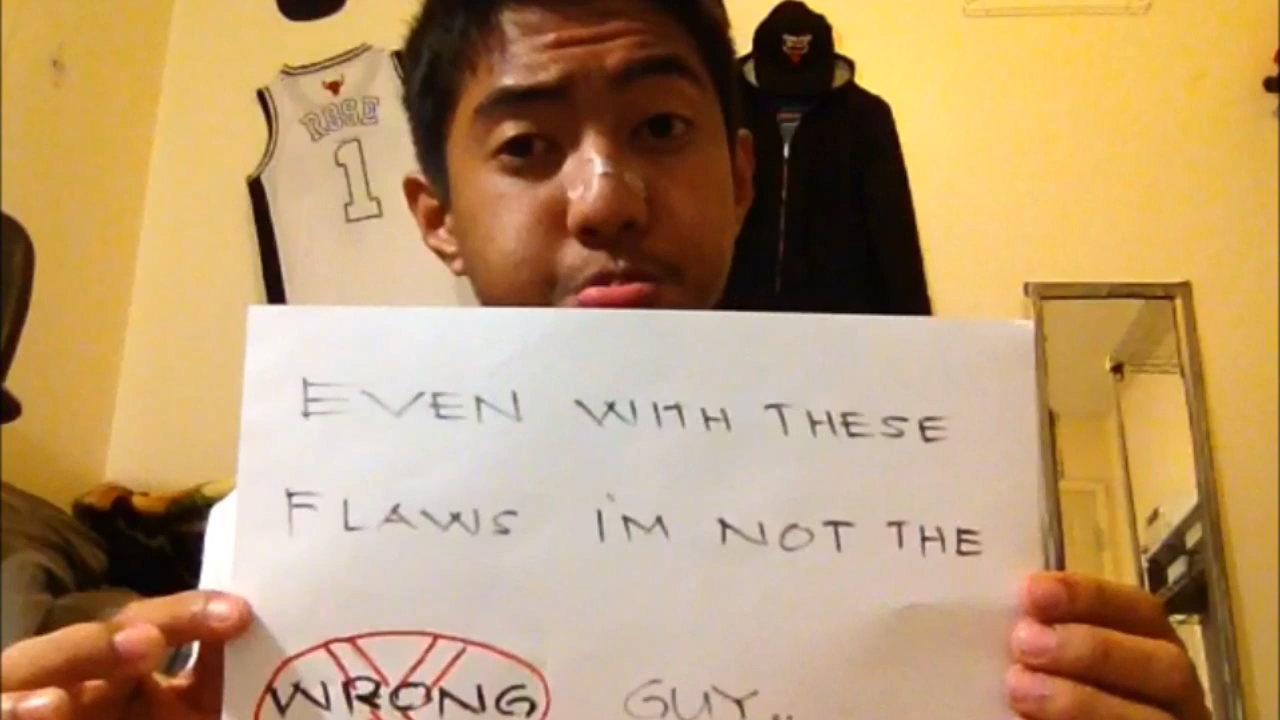 ROSE
1
EVEN WITH THESE
FLAWS i'M NOT THE
WRONG GUY..